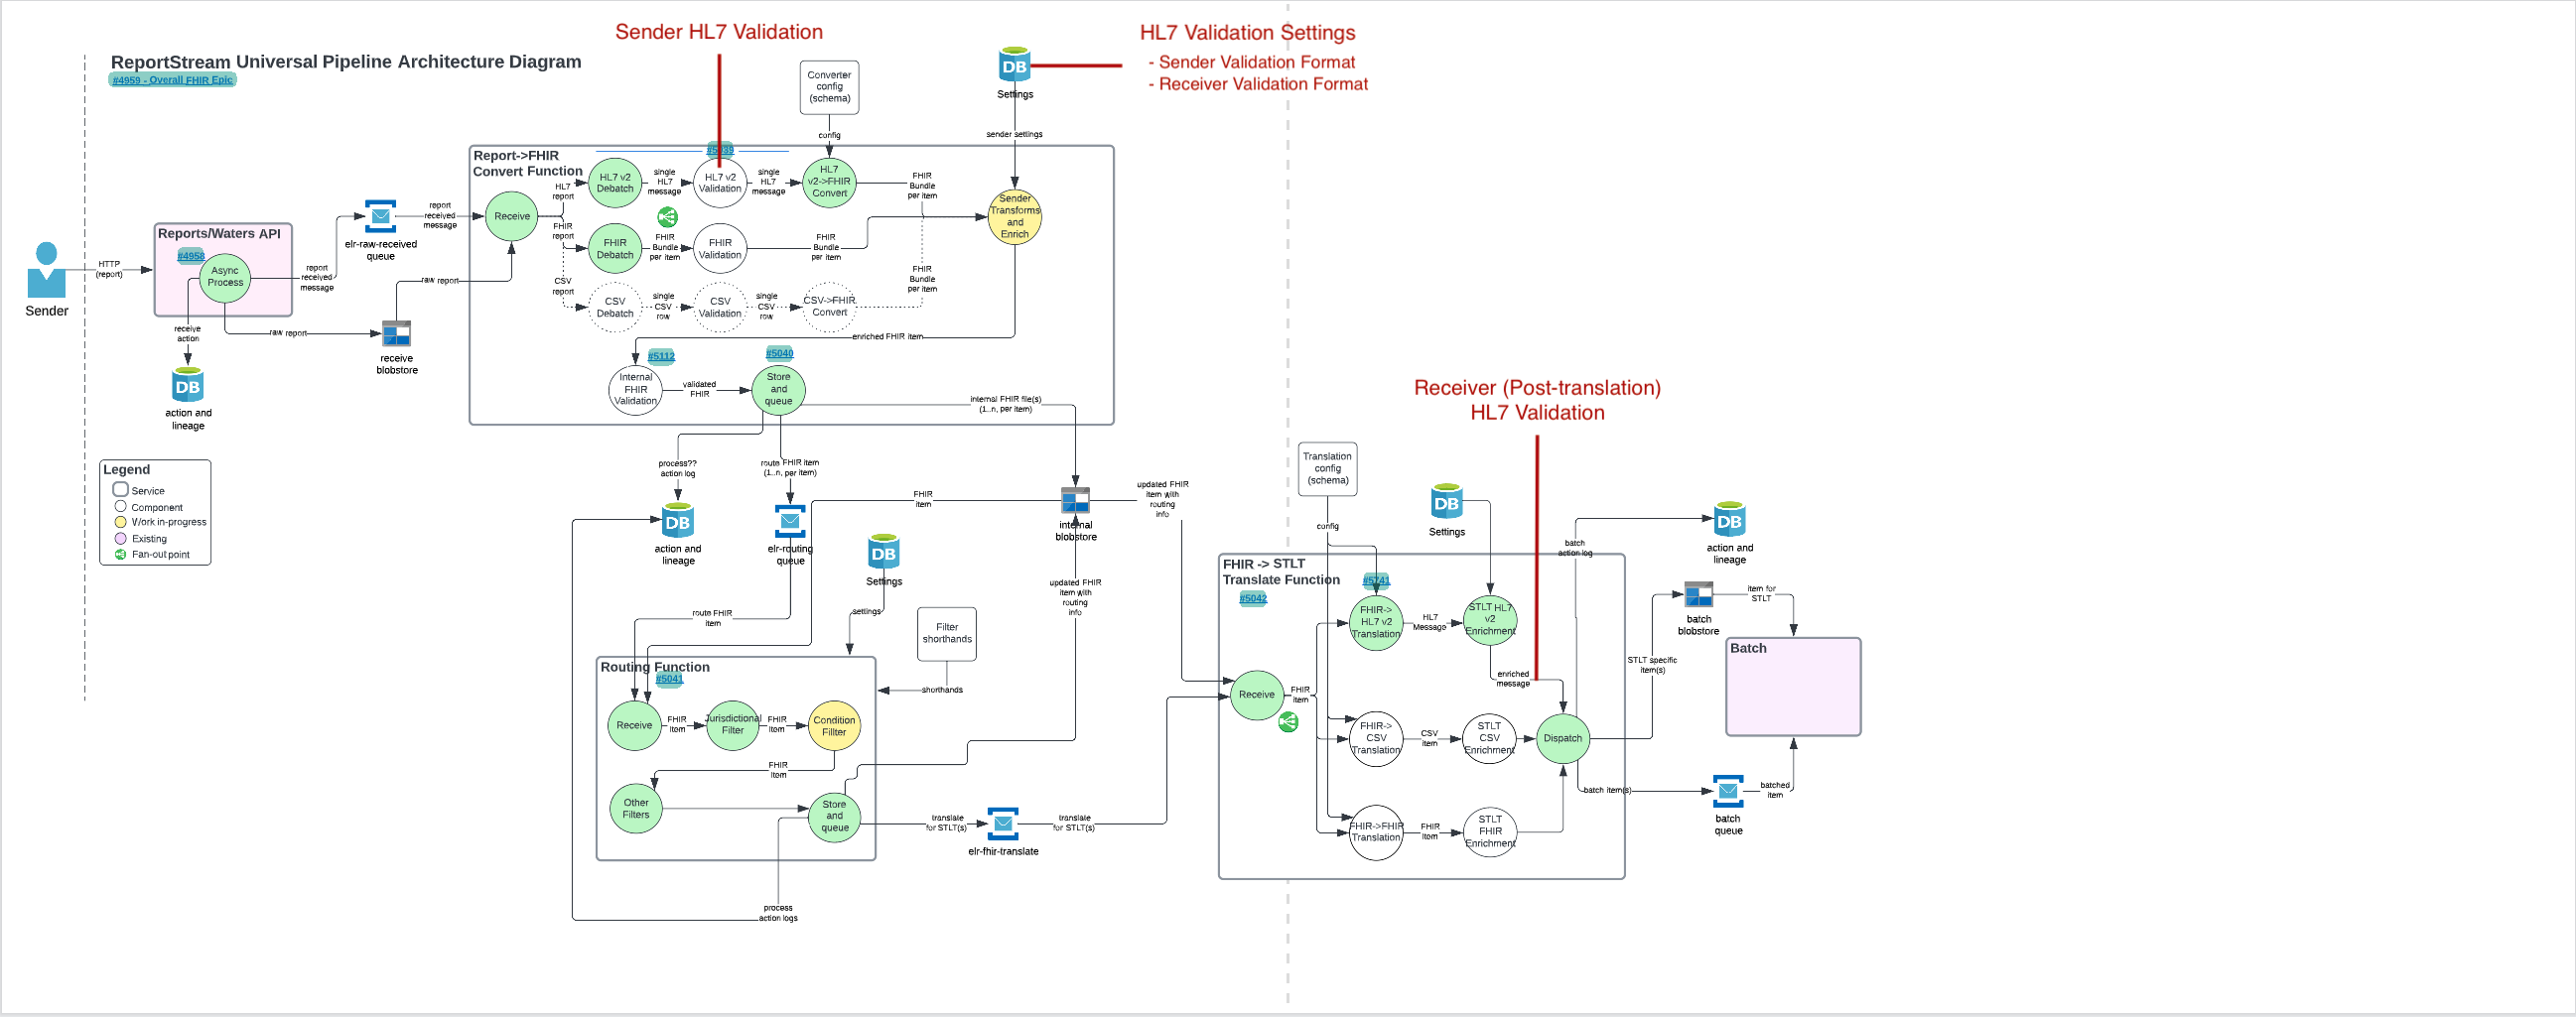 Sender HL7 Validation
HL7 Validation Settings
- Sender Validation Format
- Receiver Validation Format
ReportStream Universal Pipeline Architecture Diagram
#4959 - Overall FHIR Epic
Converter
config
(schema)
config
DB
Settings
sender settings
Sender
HTTP
(report)
Reports/Waters API
#4958
Async
Process
report
received
message
elr-raw-received
queue
report
received
message
raw report
raw report
receive
blobstore
receive
action
DB
action and
lineage
Legend
Service
Component
Work in-progress
Existing
Fan-out point
Report->FHIR
Convert Function
Receive
HL7
report
HL7 v2
Debatch
single
HL7
message
HL7 v2
Validation
single
HL7
message
HL7
v2->FHIR
Convert
FHIR
Bundle
per item
FHIR
report
FHIR
Debatch
FHIR
Bundle
per item
FHIR
Validation
FHIR
Bundle
per item
Sender
Transforms
and
Enrich
CSV
report
CSV
Debatch
single
CSV
row
CSV
Validation
single
CSV
row
CSV->FHIR
Convert
FHIR
Bundle
per item
enriched FHIR item
#5112
Internal
FHIR
Validation
validated
FHIR
#5040
Store
and
queue
internal FHIR file(s)
(1..n, per item)
process??
action log
DB
action and
lineage
route FHIR item
(1..n, per item)
elr-routing
queue
FHIR
item
internal
blobstore
updated FHIR
item with
routing
info
DB
Settings
settings
Filter
shorthands
shorthands
route FHIR
item
updated FHIR
item with
routing
info
Routing Function
#5041
Receive
FHIR
item
Jurisdictional
Filter
FHIR
item
Condition
Fillter
FHIR
item
Other
Filters
Store
and
queue
process
action logs
translate
for STLT(s)
elr-fhir-translate
translate
for STLT(s)
Receiver (Post-translation)
HL7 Validation
Translation
config
(schema)
config
DB
Settings
FHIR -> STLT
Translate Function
#5042
#5741
Receive
FHIR
item
FHIR->
HL7 v2
Translation
HL7
Message
STLT HL7
v2
Enrichment
enriched
message
FHIR->
CSV
Translation
CSV
item
STLT
CSV
Enrichment
Dispatch
FHIR->FHIR
Translation
FHIR
item
STLT
FHIR
Enrichment
batch
action log
DB
action and
lineage
STLT specific
item(s)
batch
blobstore
item for
STLT
Batch
batch item(s)
batch
queue
batched
item